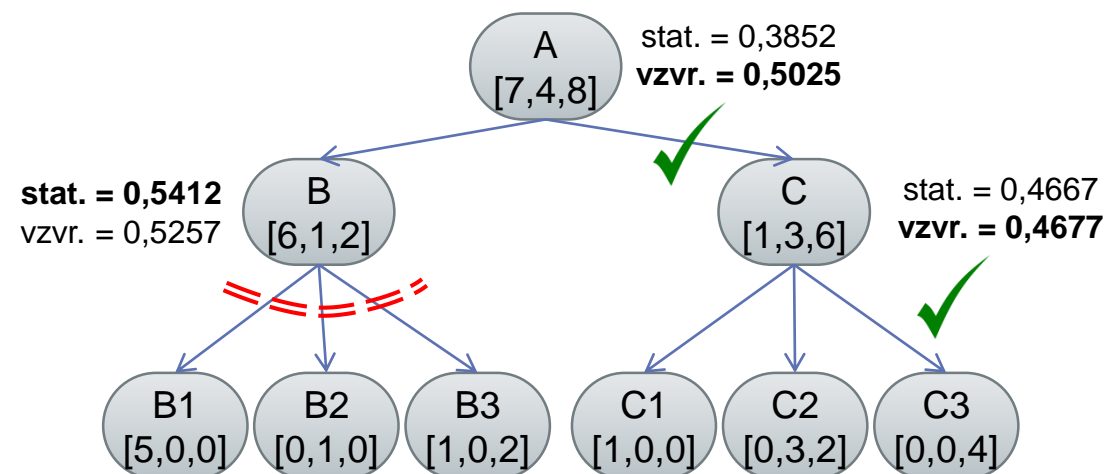 A
[7,4,8]
stat. = 0,3852
vzvr. = 0,5025
stat. = 0,5412
vzvr. = 0,5257
B
[6,1,2]
C
[1,3,6]
stat. = 0,4667
vzvr. = 0,4677
B1
[5,0,0]
B2
[0,1,0]
B3
[1,0,2]
C1
[1,0,0]
C2
[0,3,2]
C3
[0,0,4]